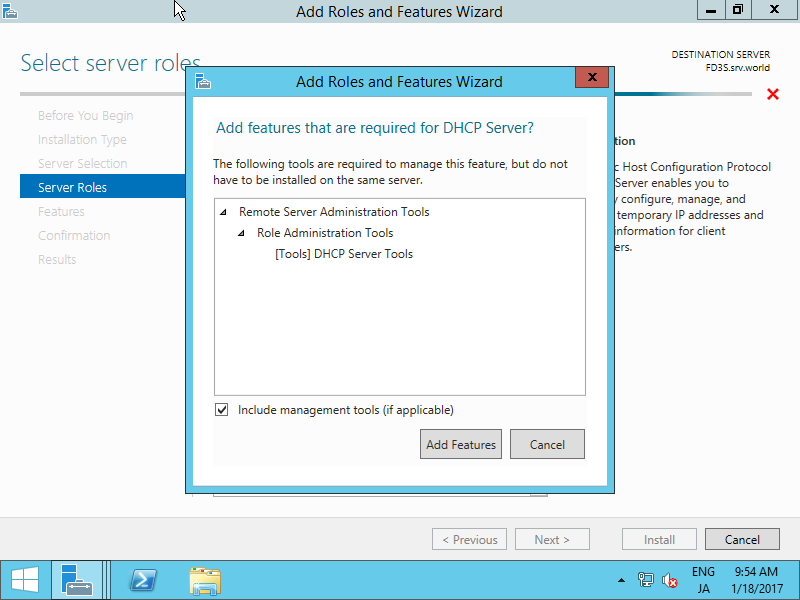 Add Roles and Features Wizard
Select server roles
DESTINATION SERVER
FD3S.srv.world
Before You Begin
Installation Type
Server Selection
Server Roles
Features
Confirmation
Results
Add Roles and Features Wizard
Add features that are required for DHCP Server?
The following tools are required to manage this feature, but do not
have to be installed on the same server.
Remote Server Administration Tools
Role Administration Tools
[Tools] DHCP Server Tools
Include management tools (if applicable)
Add Features
Cancel
Host Configuration Protocol
Server enables you to
configure, manage, and
temporary IP addresses and
information for client
< Previous
Next >
Install
Cancel
ENG
JA
9:54 AM
1/18/2017